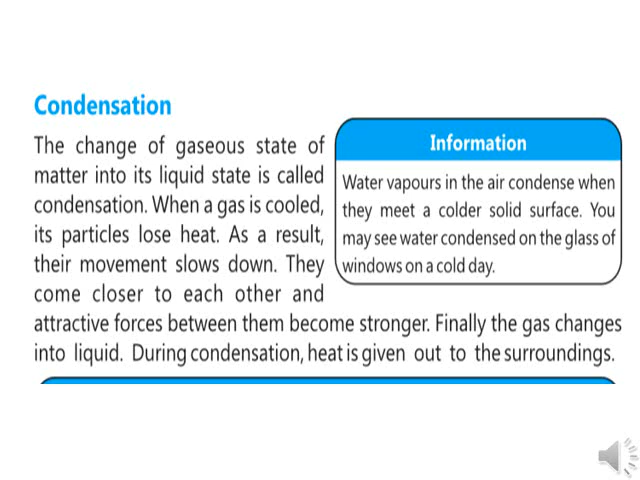 Condensation
The change of gaseous state of
matter into its liquid state is called
condensation. When a gas is cooled,
its particles lose heat. As a result,
their movement slows down. They
come closer to each other and
attractive forces between them become stronger. Finally the gas changes
into liquid. During condensation, heat is given out to the surroundings.
Information
Water vapours in the air condense when
they meet a colder solid surface. You
may see water condensed on the glass of
windows on a cold day.